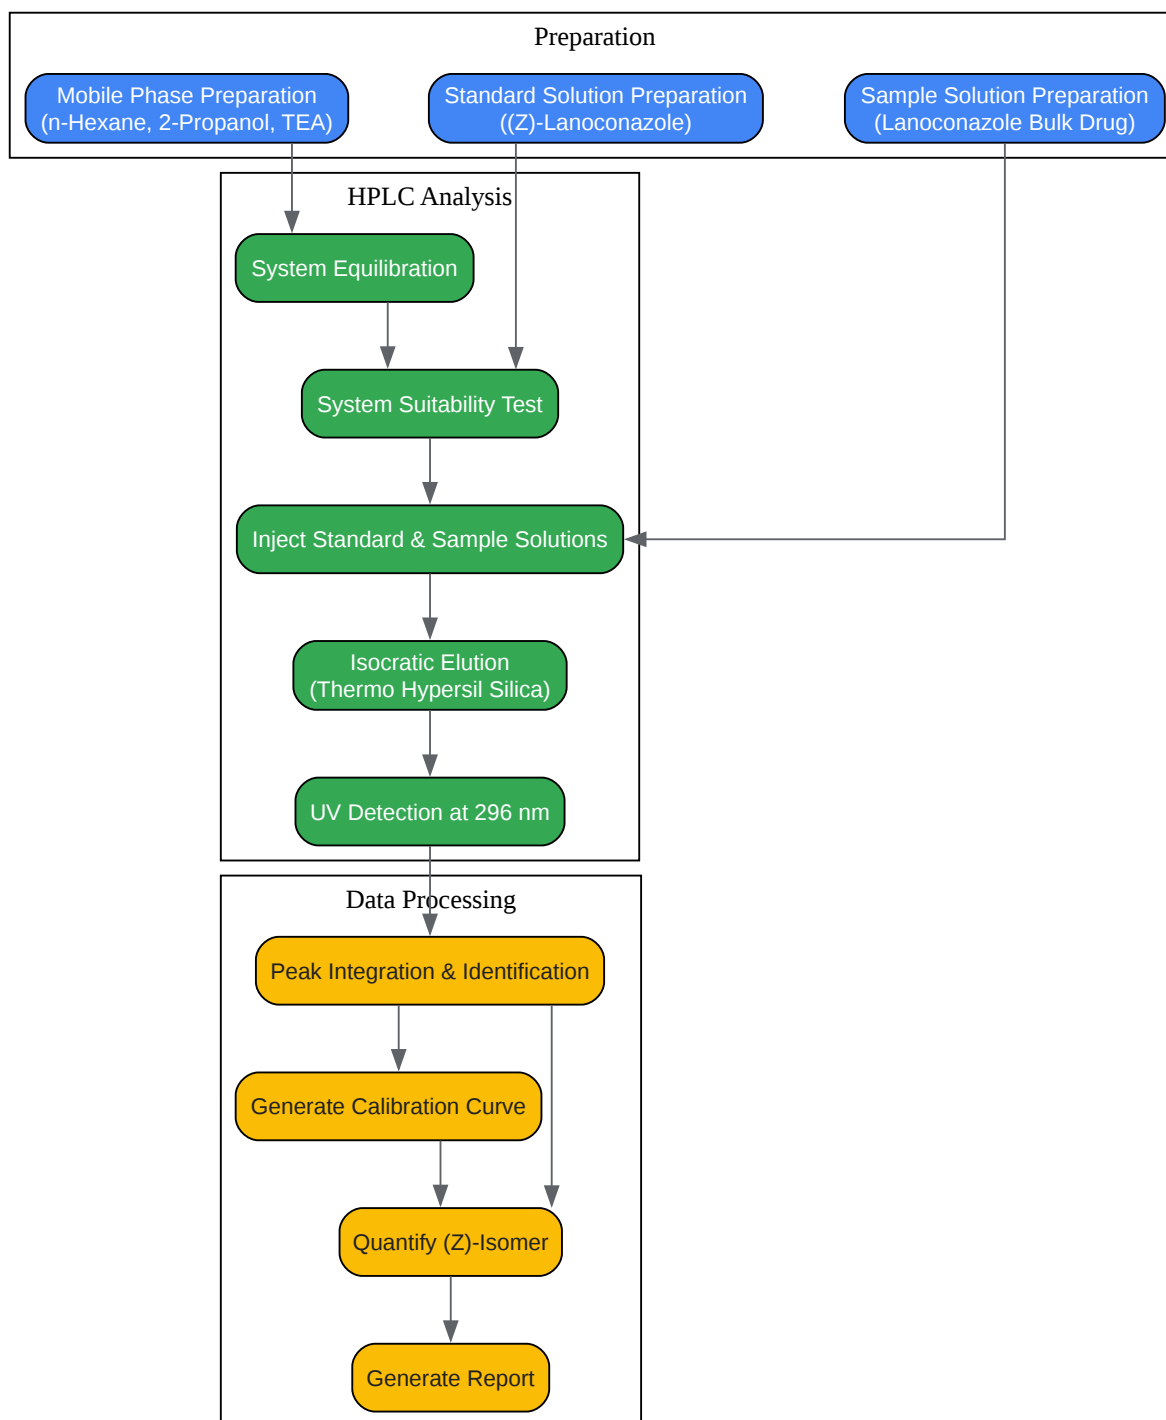 Preparation
Mobile Phase Preparation
(n-Hexane, 2-Propanol, TEA)
Standard Solution Preparation
((Z)-Lanoconazole)
Sample Solution Preparation
(Lanoconazole Bulk Drug)
HPLC Analysis
System Equilibration
System Suitability Test
Inject Standard & Sample Solutions
Isocratic Elution
(Thermo Hypersil Silica)
UV Detection at 296 nm
Data Processing
Peak Integration & Identification
Generate Calibration Curve
Quantify (Z)-Isomer
Generate Report